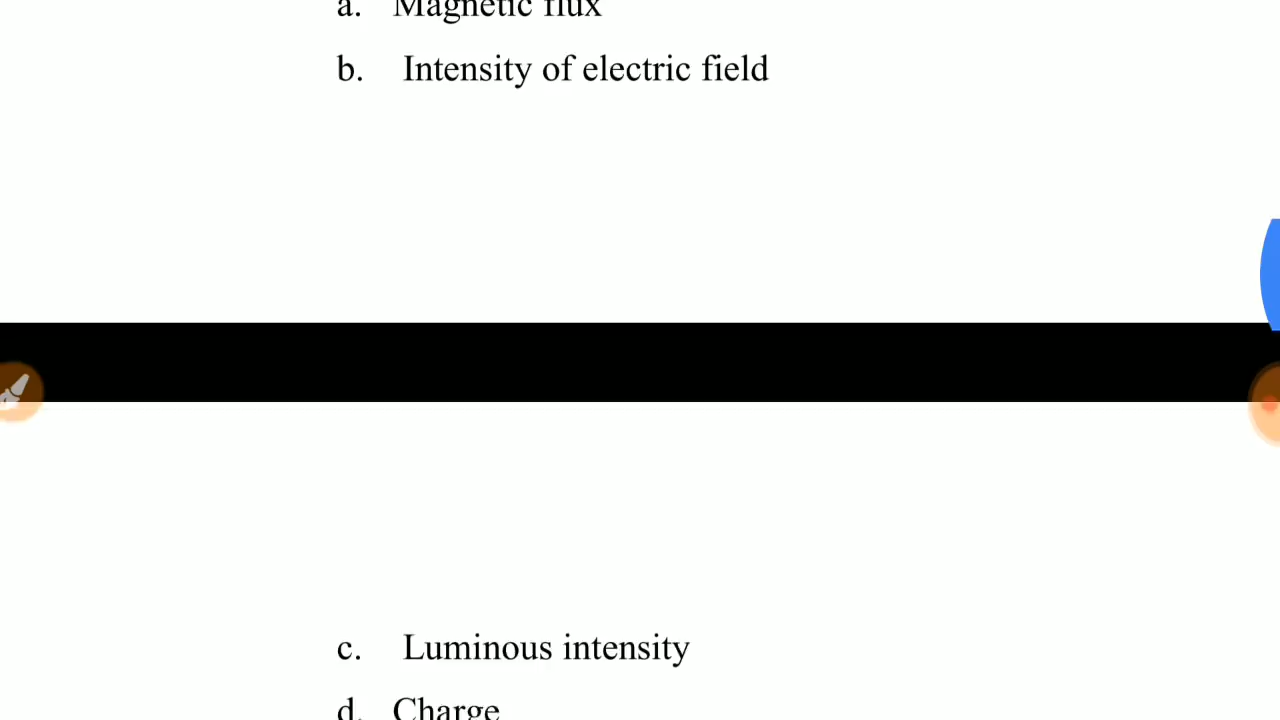 a. Magnetic flux
b. Intensity of electric field
c. Luminous intensity
d. Charge